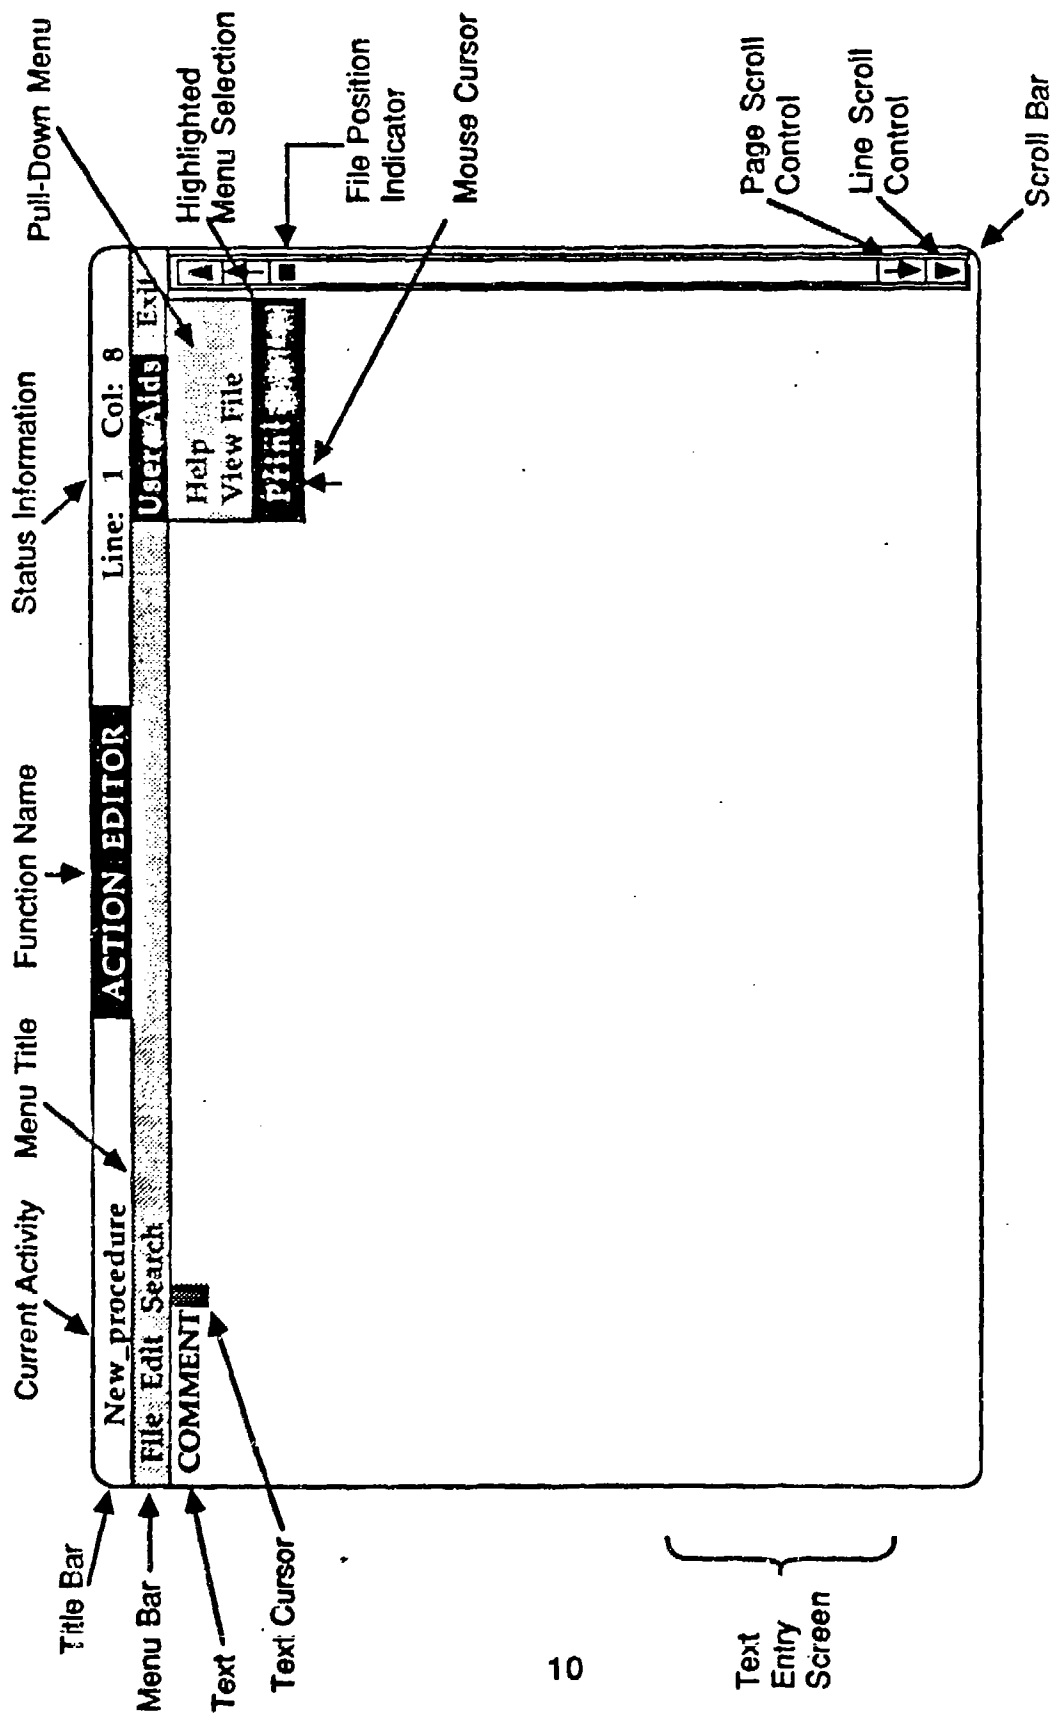 Current Activity
Menu Title
Function Name
Status Information
Pull-Down Menu
Title Bar
New_procedure
ACTION EDITOR
Line: 1 Col: 8
Menu Bar
File Edit Search
User Aids
Exit
Highlighted
Menu Selection
Text
COMMENT
Help
View File
Print
Text Cursor
File Position
Indicator
Mouse Cursor
Page Scroll
Control
Line Scroll
Control
Scroll Bar
Text
Entry
Screen
10